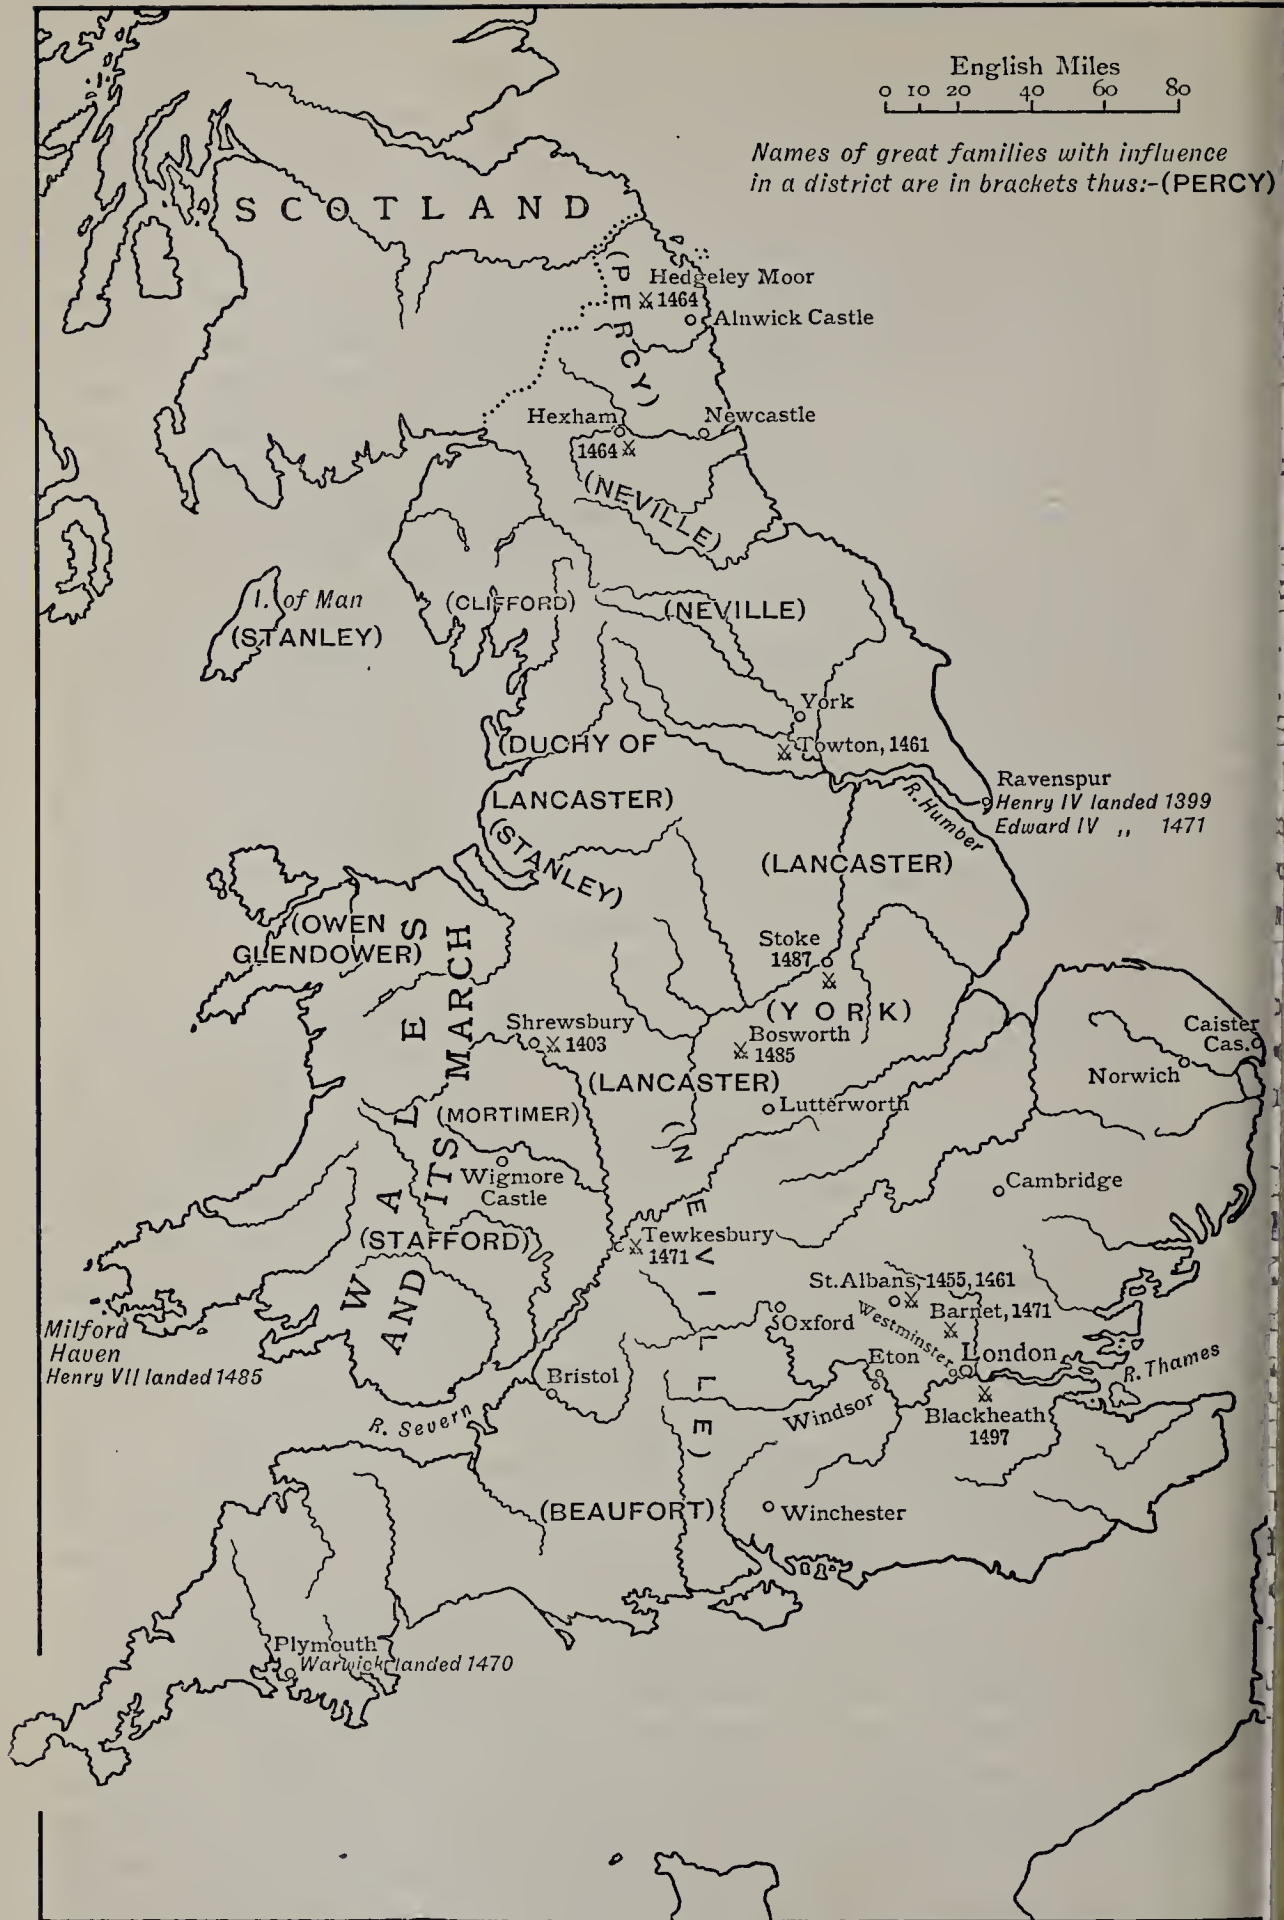 English Miles
0 10 20 40 60 80
Names of great families with influence
in a district are in brackets thus:-(PERCY)
SCOTLAND
(PERCY)
Hedgeley Moor
1464
Alnwick Castle
Hexham
1464
Newcastle
(NEVILLE)
I. of Man
(STANLEY)
(CLIFFORD)
(NEVILLE)
York
Towton, 1461
(DUCHY OF
LANCASTER)
(STANLEY)
Ravenspur
Henry IV landed 1399
Edward IV ,, 1471
R. Humber
(LANCASTER)
(OWEN
GLENDOWER)
WALES
AND ITS MARCH
Stoke
1487
(YORK)
Shrewsbury
1403
Bosworth
1485
(LANCASTER)
Lutterworth
Caister
Cas.
Norwich
(MORTIMER)
Wigmore
Castle
(NEVILLE)
Cambridge
(STAFFORD)
Tewkesbury
1471
St. Albans, 1455, 1461
Barnet, 1471
Westminster
Oxford
Eton
London
R. Thames
Milford
Haven
Henry VII landed 1485
Bristol
R. Severn
Windsor
Blackheath
1497
(BEAUFORT)
Winchester
Plymouth
Warwick landed 1470